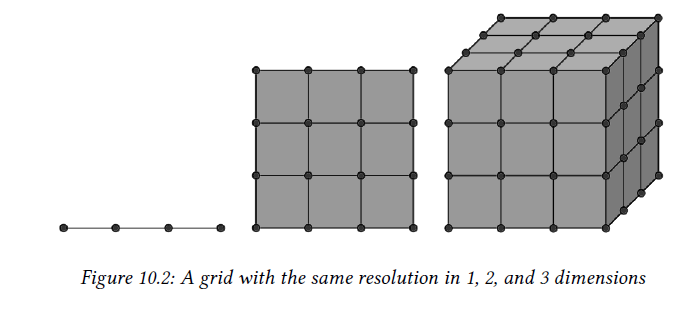 Figure 10.2: A grid with the same resolution in 1, 2, and 3 dimensions